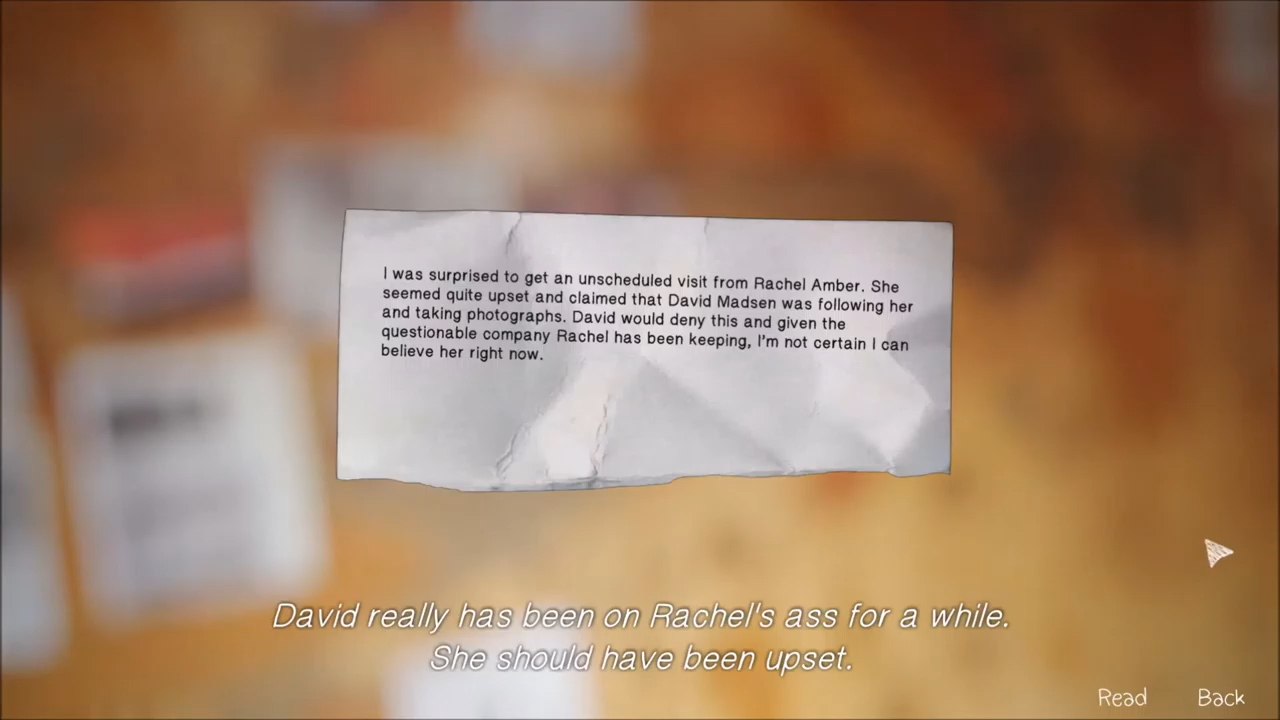 I was surprised to get an unscheduled visit from Rachel Amber. She
seemed quite upset and claimed that David Madsen was following her
and taking photographs. David would deny this and given the
questionable company Rachel has been keeping, I'm not certain I can
believe her right now.
David really has been on Rachel's ass for a while.
She should have been upset.
Read
Back